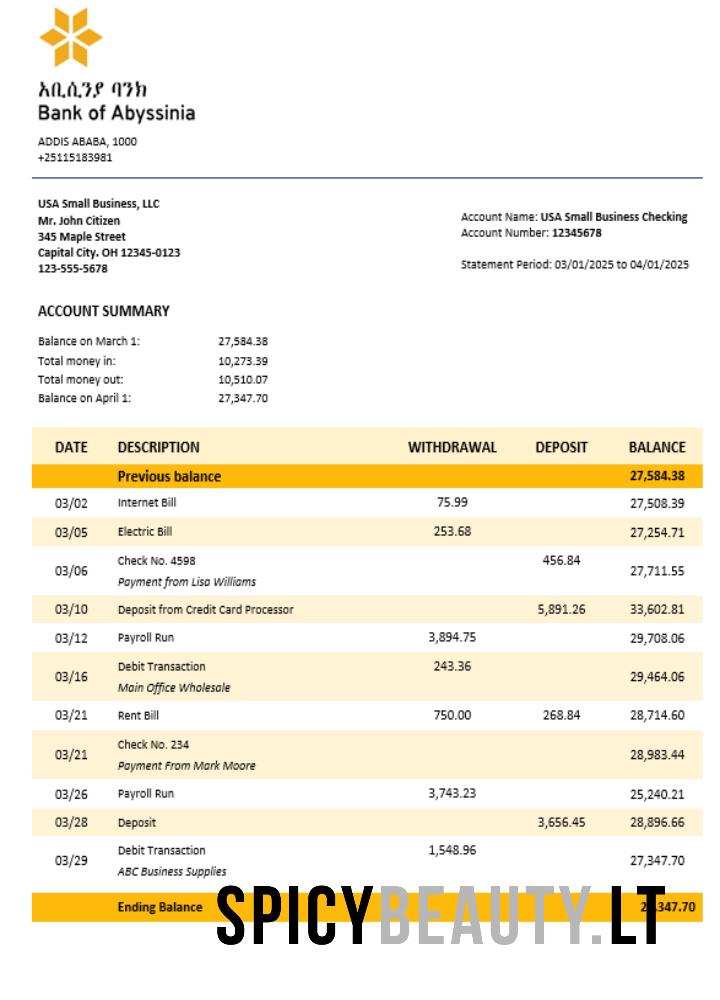 አቢሲንያ ባንክ
Bank of Abyssinia
ADDIS ABABA, 1000
+25115183981
USA Small Business, LLC
Mr. John Citizen
345 Maple Street
Capital City. OH 12345-0123
123-555-5678
Account Name: USA Small Business Checking
Account Number: 12345678
Statement Period: 03/01/2025 to 04/01/2025
ACCOUNT SUMMARY
Balance on March 1: 27,584.38
Total money in: 10,273.39
Total money out: 10,510.07
Balance on April 1: 27,347.70
DATE DESCRIPTION WITHDRAWAL DEPOSIT BALANCE
Previous balance 27,584.38
03/02 Internet Bill 75.99 27,508.39
03/05 Electric Bill 253.68 27,254.71
Check No. 4598 456.84
03/06 27,711.55
Payment from Lisa Williams
03/10 Deposit from Credit Card Processor 5,891.26 33,602.81
03/12 Payroll Run 3,894.75 29,708.06
Debit Transaction 243.36
03/16 29,464.06
Main Office Wholesale
03/21 Rent Bill 750.00 268.84 28,714.60
Check No. 234
03/21 28,983.44
Payment From Mark Moore
03/26 Payroll Run 3,743.23 25,240.21
03/28 Deposit 3,656.45 28,896.66
Debit Transaction 1,548.96
03/29 27,347.70
ABC Business Supplies
Ending Balance
SPICYBEAUTY.LT